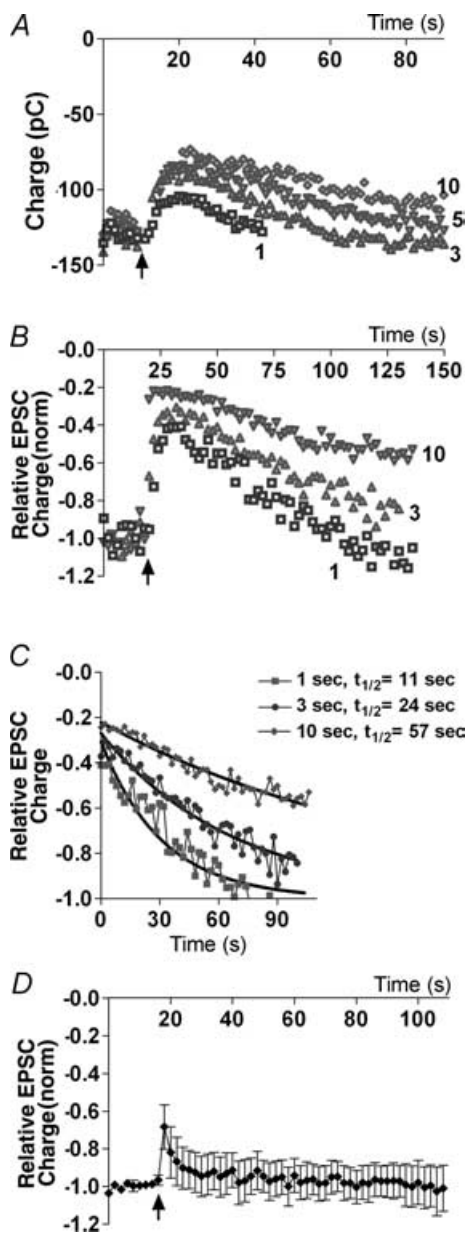 A
Time (s)
0
20
40
60
80
Charge (pC)
-50
-100
-150
10
5
3
1
B
Time (s)
-0.0
25
50
75
100
125
150
Relative EPSC
Charge(norm)
-0.2
-0.4
-0.6
-0.8
-1.0
-1.2
10
3
1
C
-0.0
1 sec, t1/2= 11 sec
3 sec, t1/2= 24 sec
10 sec, t1/2= 57 sec
Relative EPSC
Charge
-0.2
-0.4
-0.6
-0.8
-1.0
0
30
60
90
Time (s)
D
Time (s)
-0.0
20
40
60
80
100
Relative EPSC
Charge(norm)
-0.2
-0.4
-0.6
-0.8
-1.0
-1.2